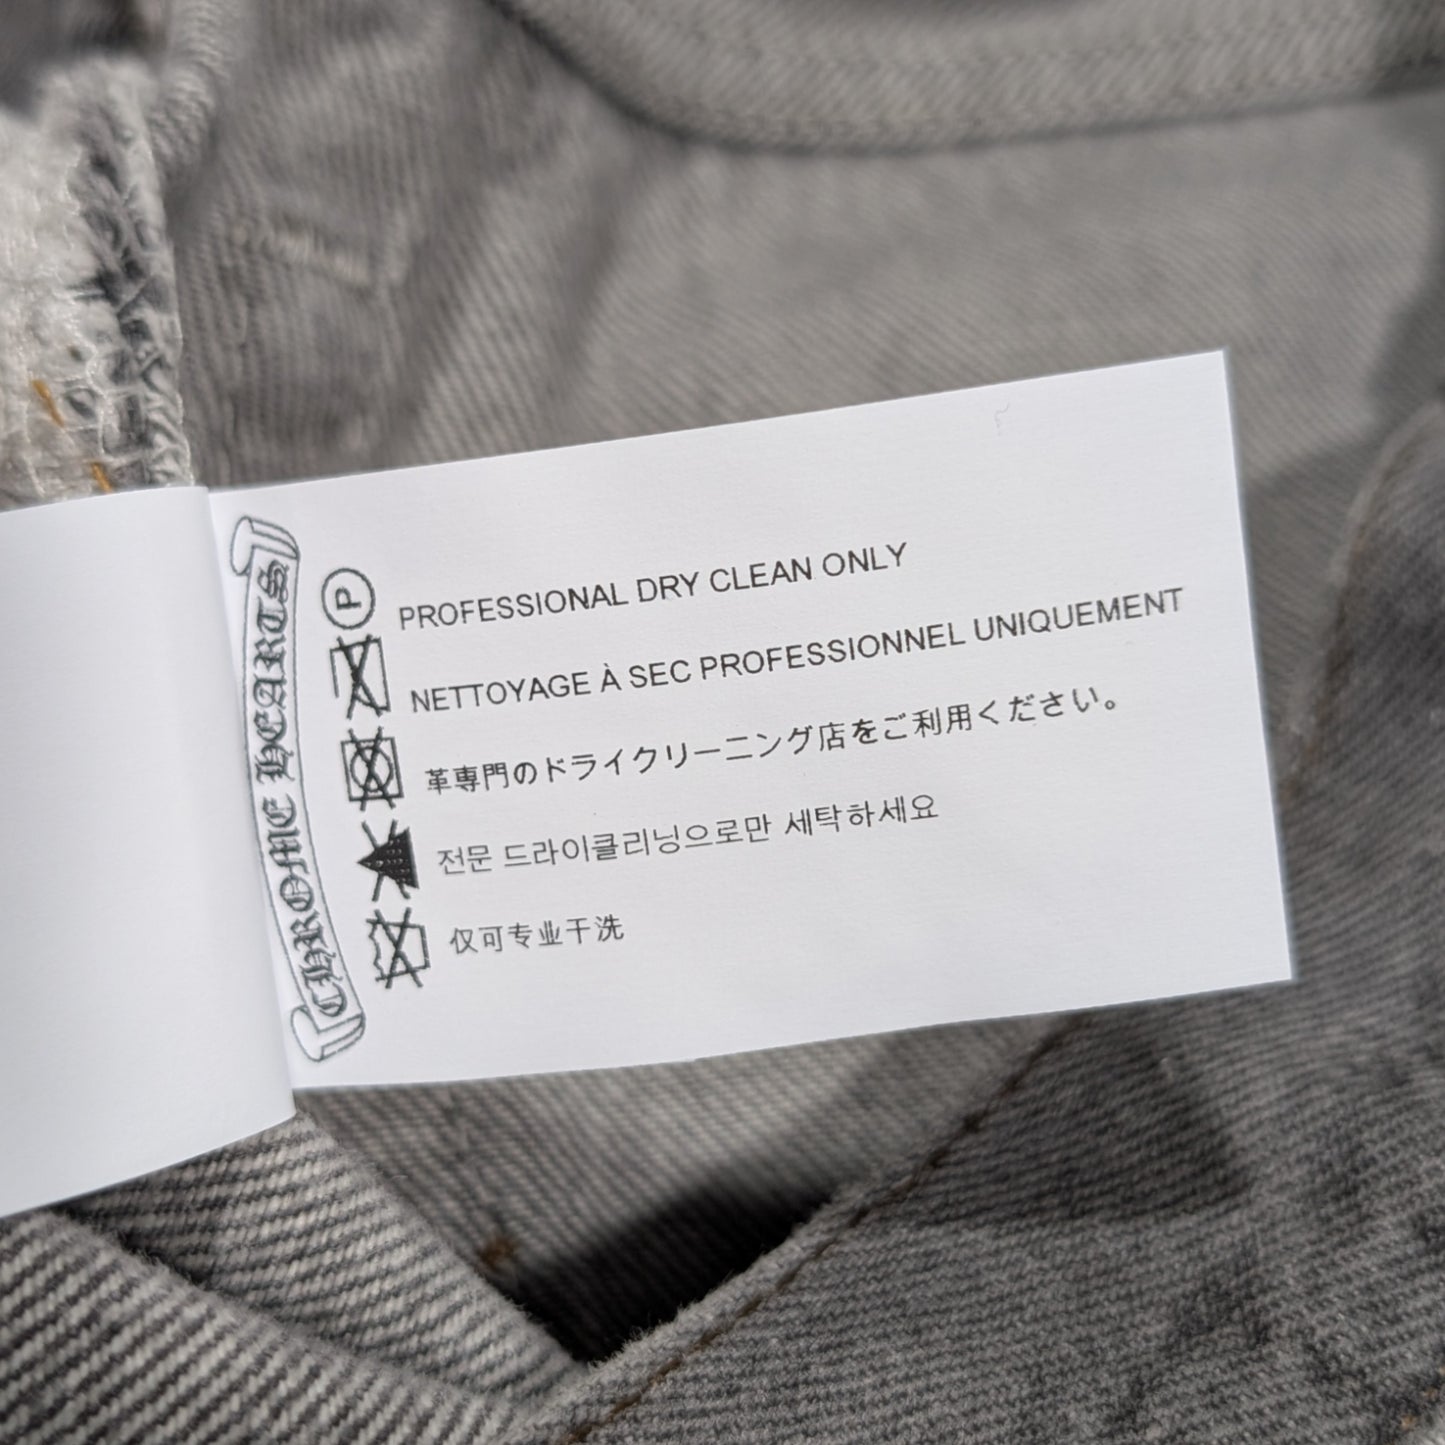 CHROME HEARTS
P
PROFESSIONAL DRY CLEAN ONLY
NETTOYAGE À SEC PROFESSIONNEL UNIQUEMENT
革専門のドライクリーニング店をご利用ください。
전문 드라이클리닝으로만 세탁하세요
仅可专业干洗